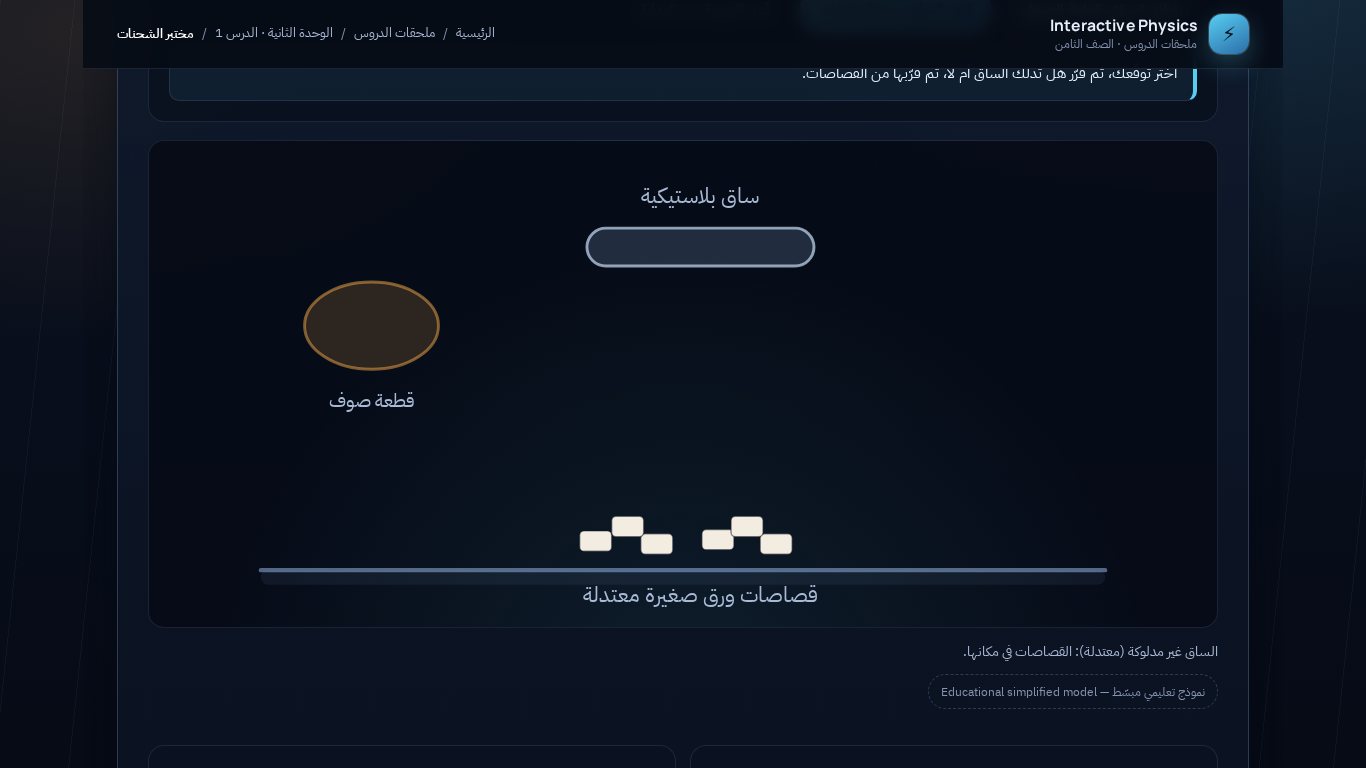 Interactive Physics
ملحقات الدروس · الصف الثامن
الرئيسية / ملحقات الدروس / الوحدة الثانية · الدرس 1 / مختبر الشحنات
اختر توقعك، ثم قرّر هل تدلك الساق أم لا، ثم قرّبها من القصاصات.
ساق بلاستيكية
قطعة صوف
قصاصات ورق صغيرة معتدلة
الساق غير مدلوكة (معتدلة): القصاصات في مكانها.
نموذج تعليمي مبسّط — Educational simplified model